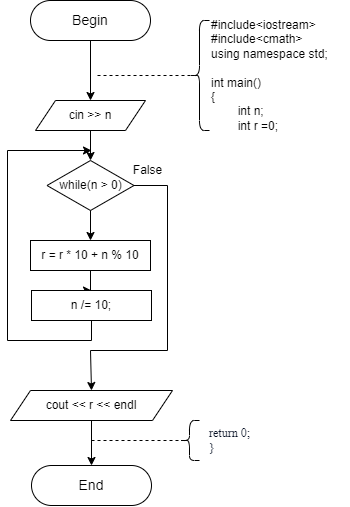 Begin
#include<iostream>
#include<cmath>
using namespace std;
int main()
{
int n;
int r =0;
cin >> n
False
while(n > 0)
r = r * 10 + n % 10
n /= 10;
cout << r << endl
return 0;
}
End